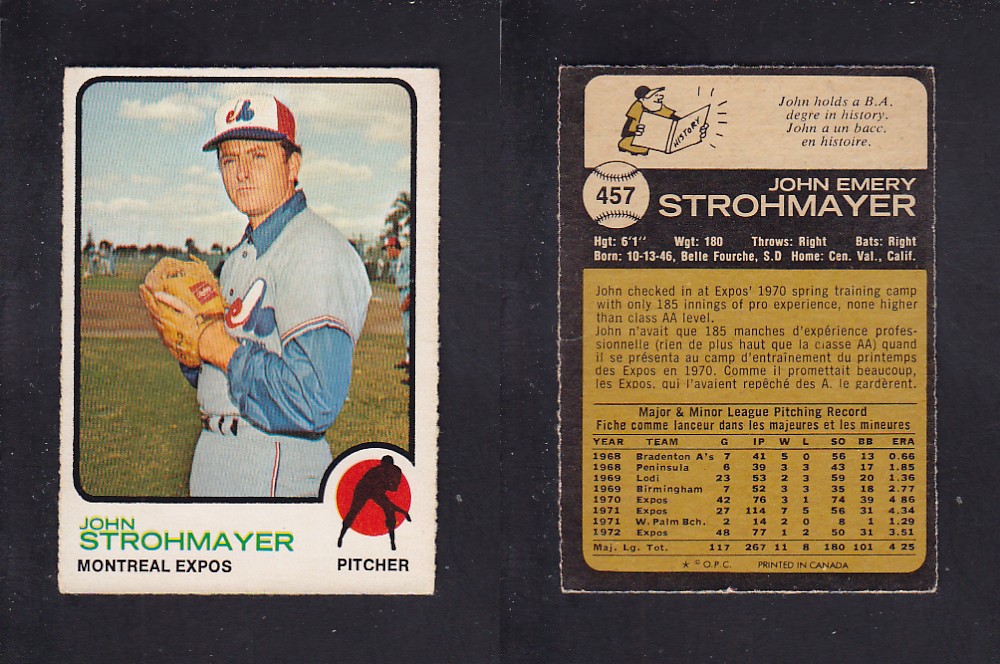 eb
JOHN
STROHMAYER
MONTREAL EXPOS
PITCHER
HISTORY
John holds a B.A.
degre in history.
John a un bacc.
en histoire.
457
JOHN EMERY
STROHMAYER
Hgt: 6'1" Wgt: 180 Throws: Right Bats: Right
Born: 10-13-46, Belle Fourche, S.D Home: Cen. Val., Calif.
John checked in at Expos' 1970 spring training camp
with only 185 innings of pro experience, none higher
than class AA level.
John n'avait que 185 manches d'expérience profes-
sionnelle (rien de plus haut que la classe AA) quand
il se présenta au camp d'entraînement du printemps
des Expos en 1970. Comme il promettait beaucoup,
les Expos, qui l'avaient repêché des A. le gardèrent.
Major & Minor League Pitching Record
Fiche comme lanceur dans les majeures et les mineures
YEAR TEAM G IP W L SO BB ERA
1968 Bradenton A's 7 41 5 0 56 13 0.66
1968 Peninsula 6 39 3 3 43 17 1.85
1969 Lodi 23 53 2 3 59 20 1.36
1969 Birmingham 7 52 3 3 35 18 2.77
1970 Expos 42 76 3 1 74 39 4.86
1971 Expos 27 114 7 5 56 31 4.34
1971 W. Palm Bch. 2 14 2 0 8 1 1.29
1972 Expos 48 77 1 2 50 31 3.51
Maj. Lg. Tot. 117 267 11 8 180 101 4 25
* © O.P.C. PRINTED IN CANADA